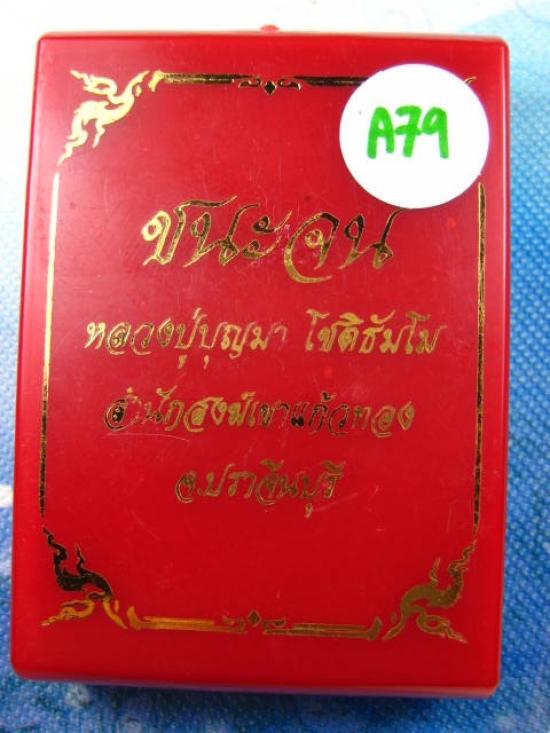 A79
ชนะจน
หลวงปู่บุญมา โชติธัมโม
สำนักสงฆ์เขาแก้วทอง
จ.ปราจีนบุรี